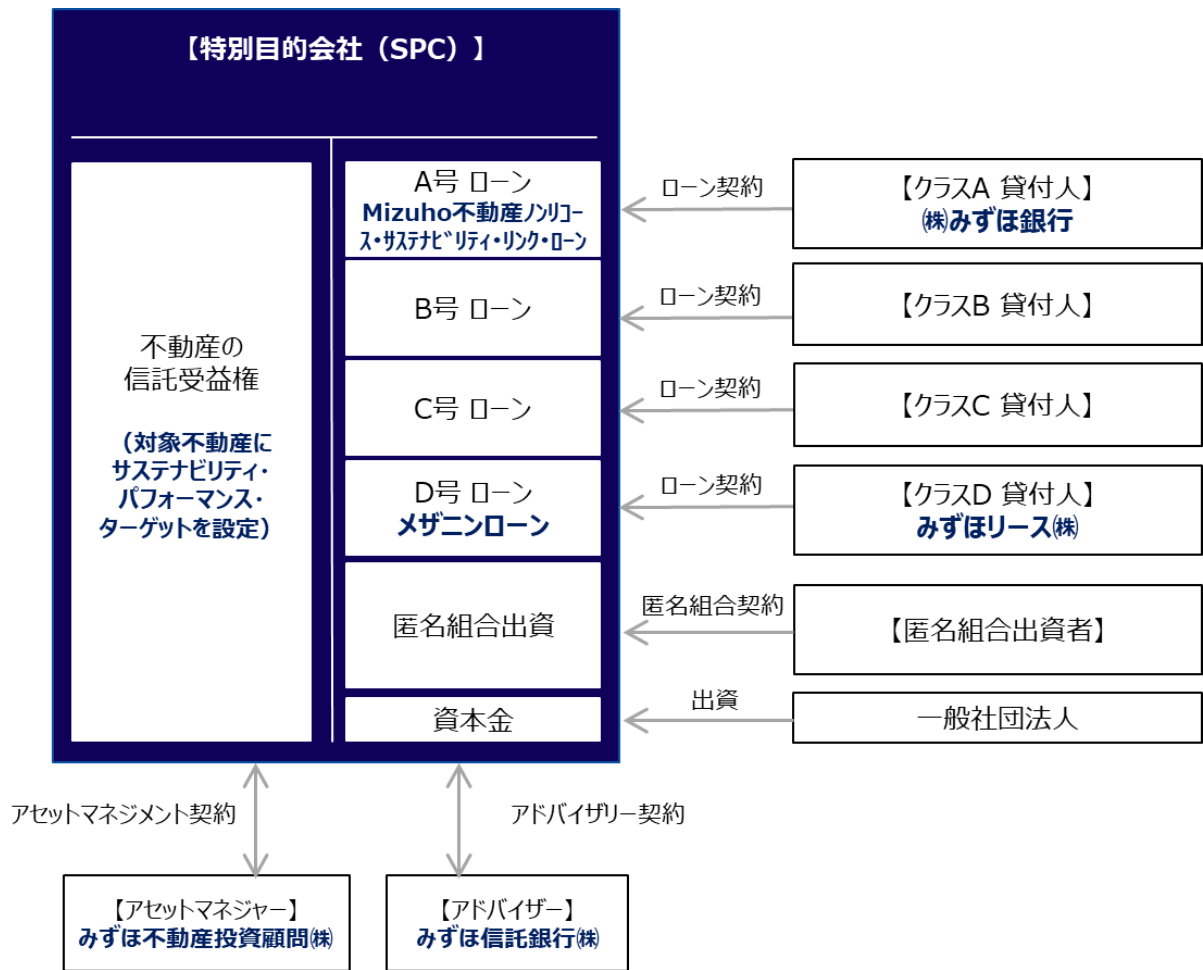 【特別目的会社（SPC）】
不動産の
信託受益権
（対象不動産に
サステナビリティ・
パフォーマンス・
ターゲットを設定）
A号 ローン
Mizuho不動産ﾉﾝﾘｺｰ
ｽ・ｻｽﾃﾅﾋﾞﾘﾃｨ・ﾘﾝｸ・ﾛｰﾝ
B号 ローン
C号 ローン
D号 ローン
メザニンローン
匿名組合出資
資本金
ローン契約
【クラスA 貸付人】
㈱みずほ銀行
ローン契約
【クラスB 貸付人】
ローン契約
【クラスC 貸付人】
ローン契約
【クラスD 貸付人】
みずほリース㈱
匿名組合契約
【匿名組合出資者】
出資
一般社団法人
アセットマネジメント契約
アドバイザリー契約
【アセットマネジャー】
みずほ不動産投資顧問㈱
【アドバイザー】
みずほ信託銀行㈱